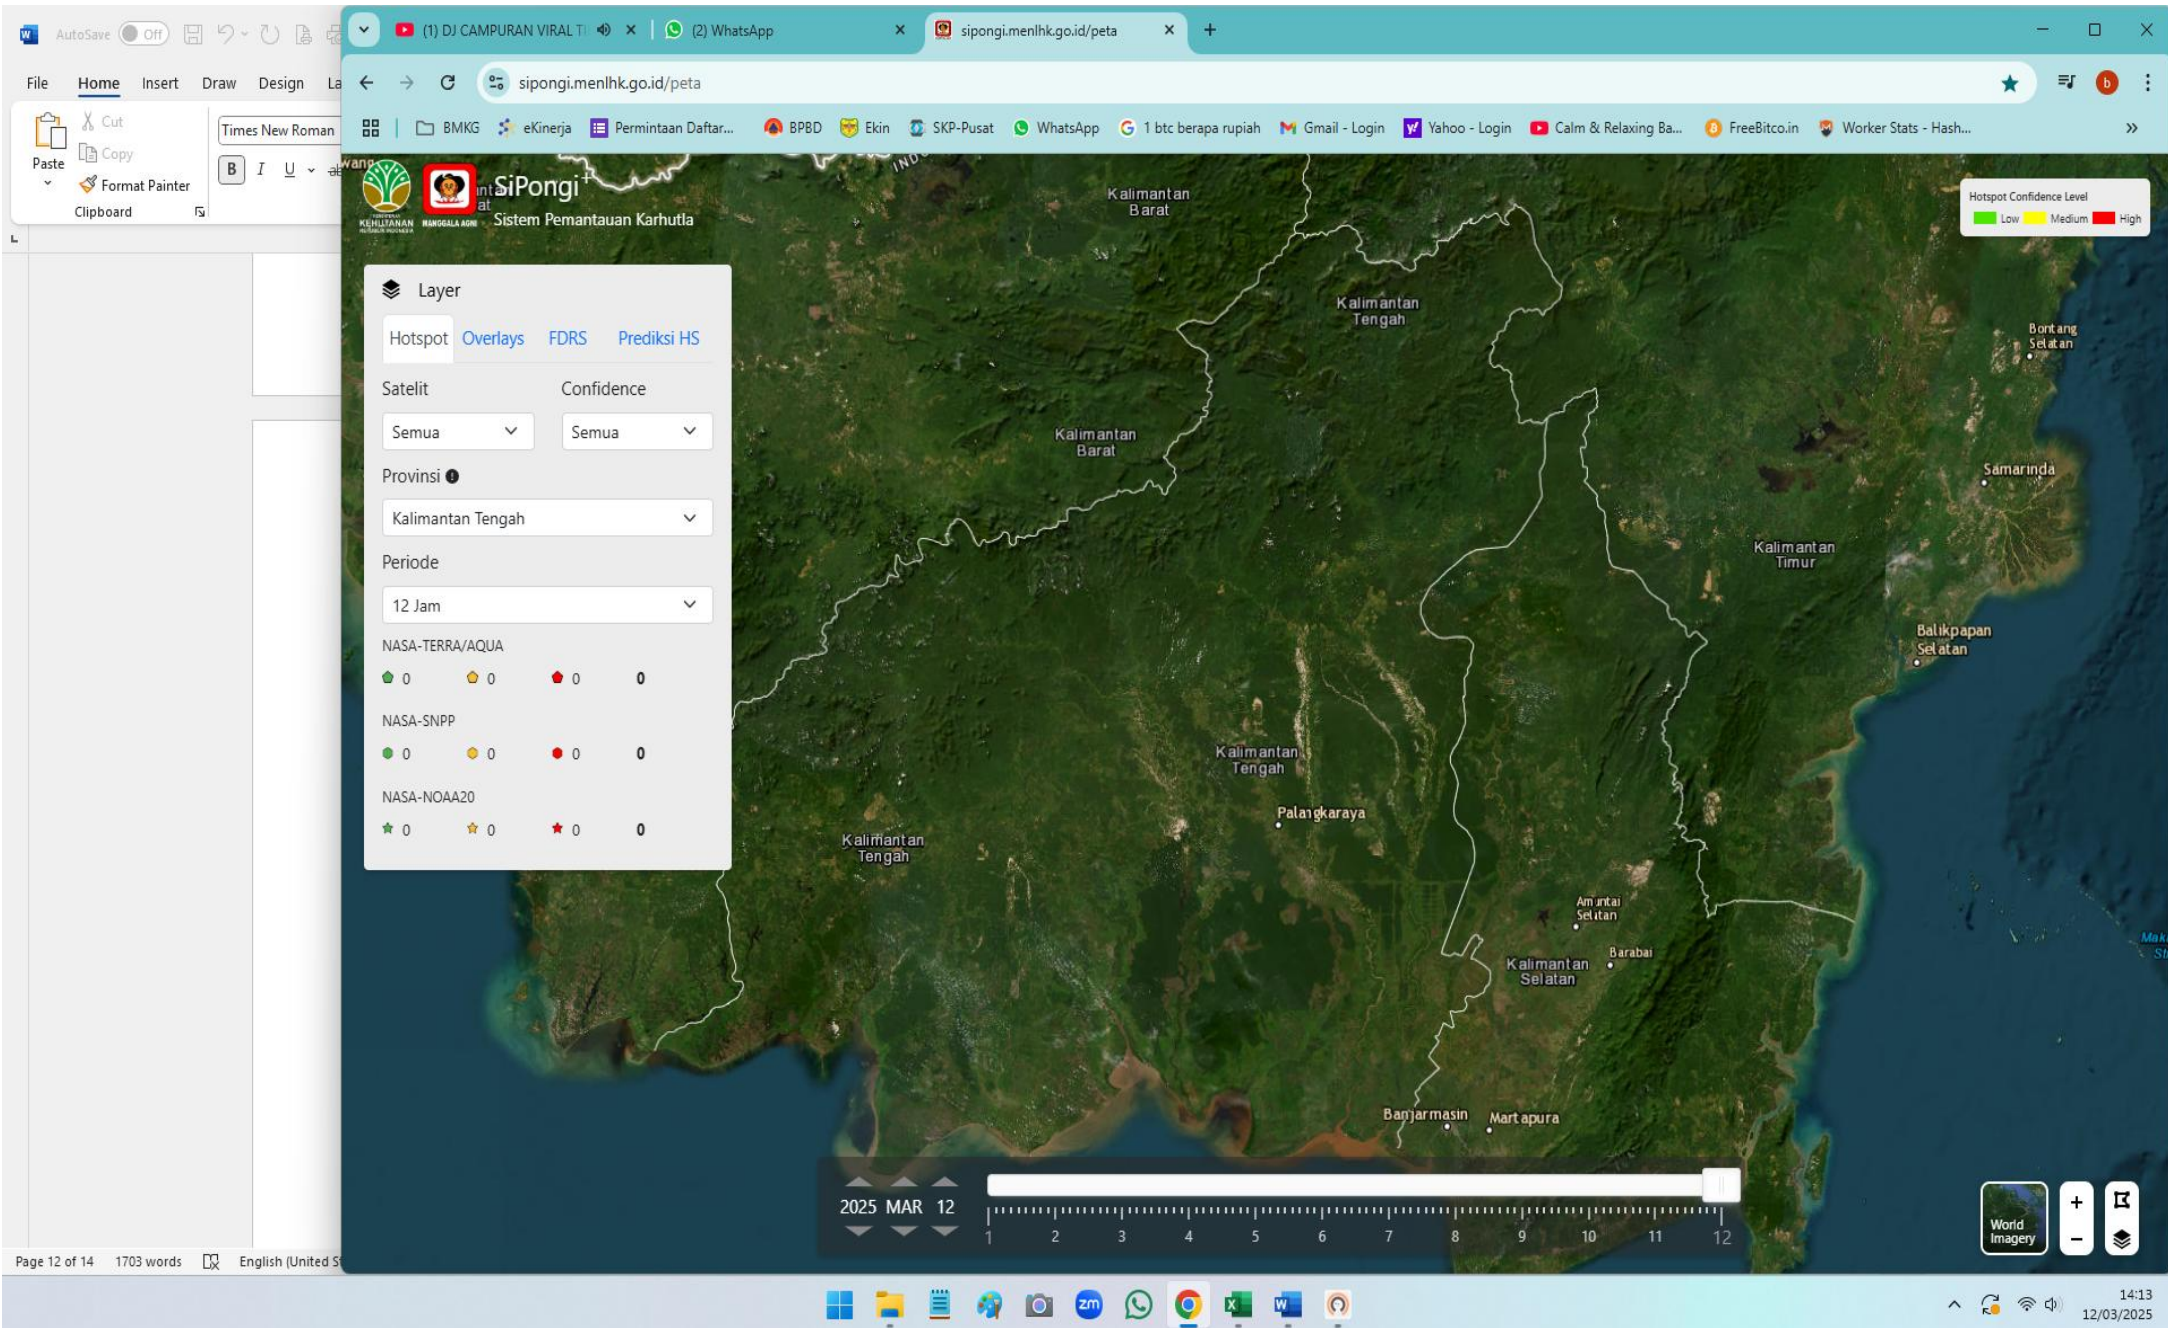 AutoSave Off
File Home Insert Draw Design La
Cut
Copy
Format Painter
Paste
Clipboard
Times New Roman
B I U ab
(1) DJ CAMPURAN VIRAL TI
(2) WhatsApp
sipongi.menlhk.go.id/peta
sipongi.menlhk.go.id/peta
b
BMKG eKinerja Permintaan Daftar... BPBD Ekin SKP-Pusat WhatsApp 1 btc berapa rupiah Gmail - Login Yahoo - Login Calm & Relaxing Ba... FreeBitco.in Worker Stats - Hash...
KEHUTANAN
MANGGALA AGNI
SiPongi+
Sistem Pemantauan Karhutla
Hotspot Confidence Level
Low Medium High
Layer
Hotspot Overlays FDRS Prediksi HS
Satelit Confidence
Semua Semua
Provinsi
Kalimantan Tengah
Periode
12 Jam
NASA-TERRA/AQUA
0 0 0 0
NASA-SNPP
0 0 0 0
NASA-NOAA20
0 0 0 0
Kalimantan
Barat
Kalimantan
Tengah
Bontang
Selatan
Kalimantan
Barat
Samarinda
Kalimantan
Timur
Balikpapan
Selatan
Kalimantan
Tengah
Palangkaraya
Kalimantan
Tengah
Amuntai
Selatan
Barabai
Kalimantan
Selatan
Banjarmasin
Martapura
2025 MAR 12
1 2 3 4 5 6 7 8 9 10 11 12
World
Imagery
+
-
Page 12 of 14 1703 words English (United S
zm
14:13
12/03/2025